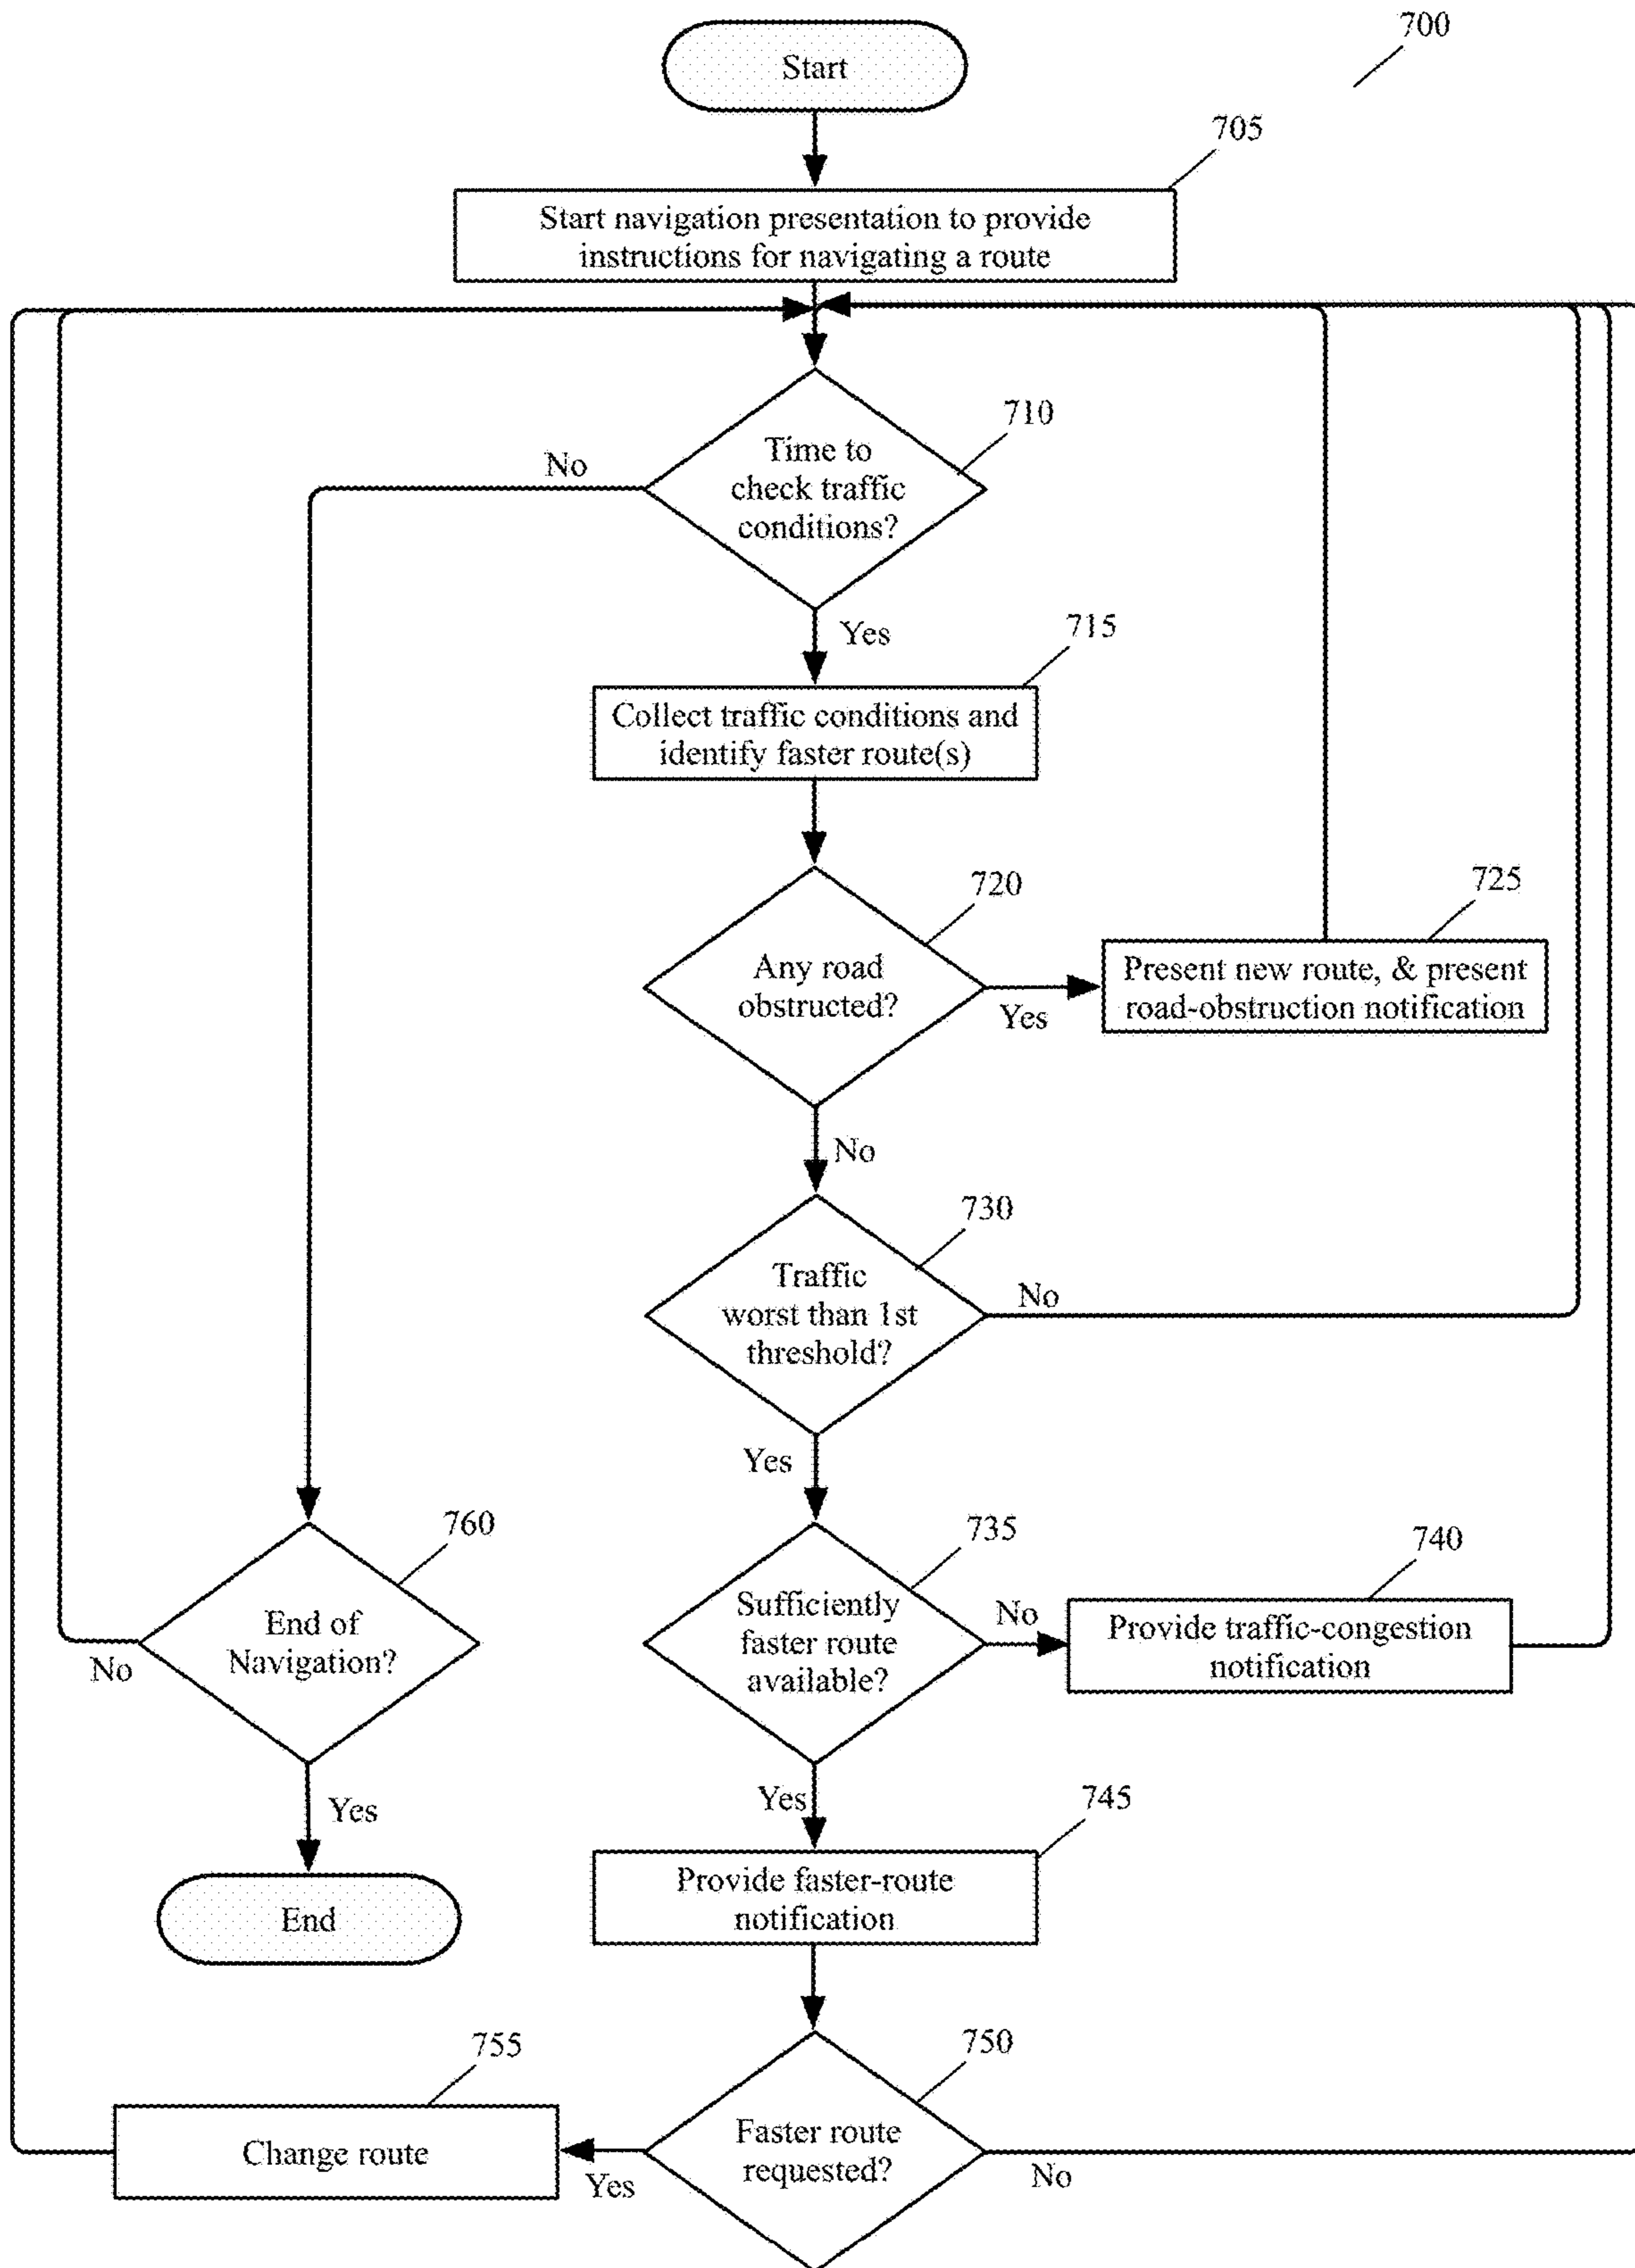 700
Start
705
Start navigation presentation to provide
instructions for navigating a route
710
Time to
check traffic
conditions?
No
Yes
715
Collect traffic conditions and
identify faster route(s)
720
Any road
obstructed?
Yes
725
Present new route, & present
road-obstruction notification
No
730
Traffic
worst than 1st
threshold?
No
Yes
760
End of
Navigation?
No
Yes
End
735
Sufficiently
faster route
available?
No
740
Provide traffic-congestion
notification
Yes
745
Provide faster-route
notification
750
Faster route
requested?
Yes
No
755
Change route